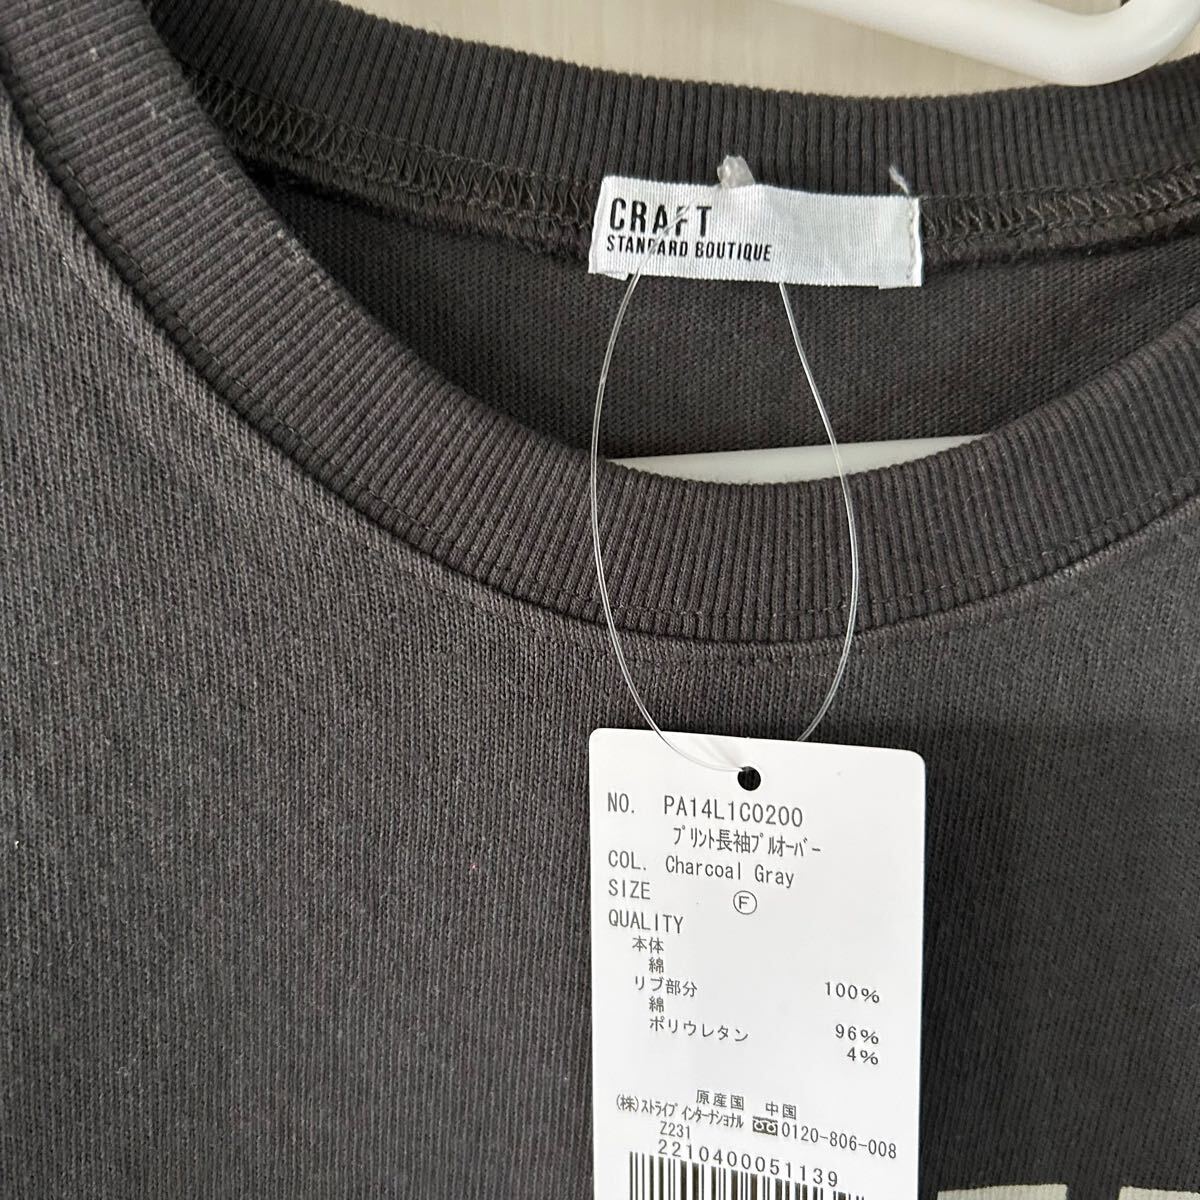 CRAFT
STANDARD BOUTIQUE
NO. PA14L1C0200
プリント長袖プルオーバー
COL. Charcoal Gray
SIZE Ⓕ
QUALITY
本体
綿 100%
リブ部分
綿 96%
ポリウレタン 4%
原産国 中国
(株)ストライプインターナショナル 0120-806-008
Z231
2210400051139